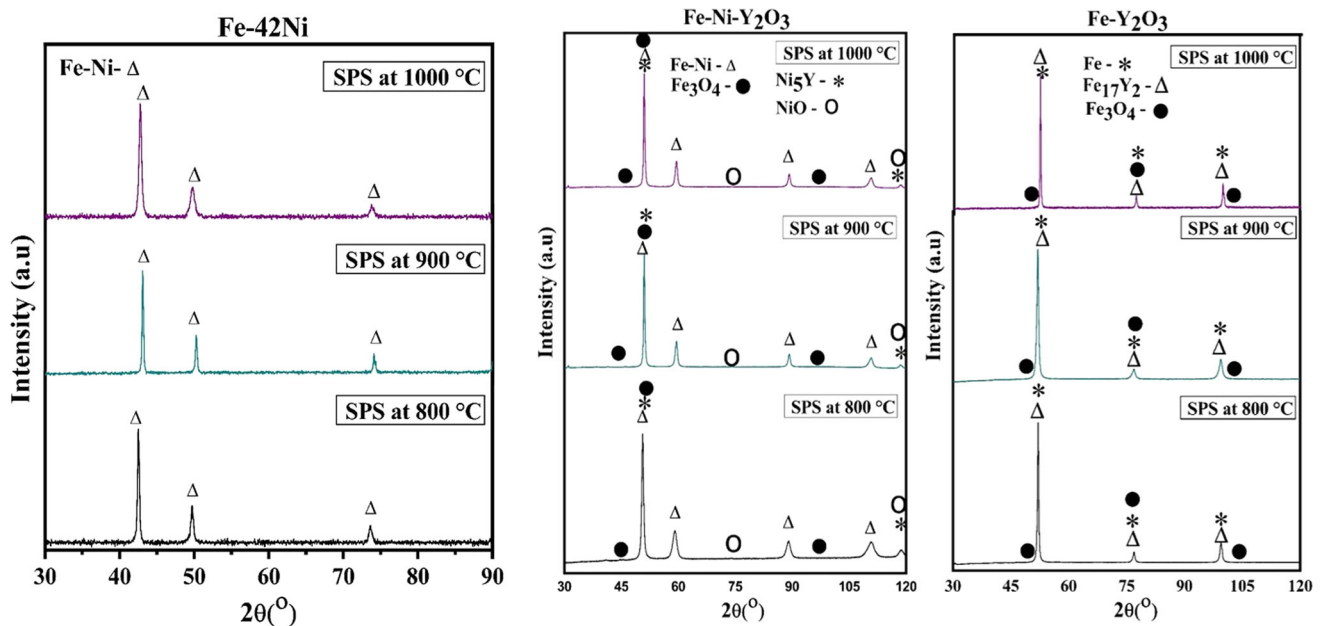 Fe-42Ni
Fe-Ni- Δ
SPS at 1000 °C
Δ
Δ
Δ
SPS at 900 °C
Δ
Δ
Δ
SPS at 800 °C
Δ
Δ
Δ
Intensity (a.u)
30 40 50 60 70 80 90
2θ(O)
Fe-Ni-Y2O3
SPS at 1000 °C
Fe-Ni - Δ
Fe3O4 - ●
Ni5Y - *
NiO - O
●
Δ
*
● Δ O Δ ● Δ O
*
SPS at 900 °C
*
●
Δ
● Δ O Δ ● Δ O
*
SPS at 800 °C
●
*
Δ
● Δ O Δ ● Δ O
*
Intensity (a.u)
30 45 60 75 90 105 120
2θ(O)
Fe-Y2O3
SPS at 1000 °C
Fe - *
Fe17Y2 - Δ
Fe3O4 - ●
Δ
*
* *
● Δ
● Δ ●
SPS at 900 °C
*
Δ
● *
* Δ
● Δ ●
SPS at 800 °C
*
Δ
● *
* Δ
● Δ ●
Intensity (a.u)
30 45 60 75 90 105 120
2θ(O)